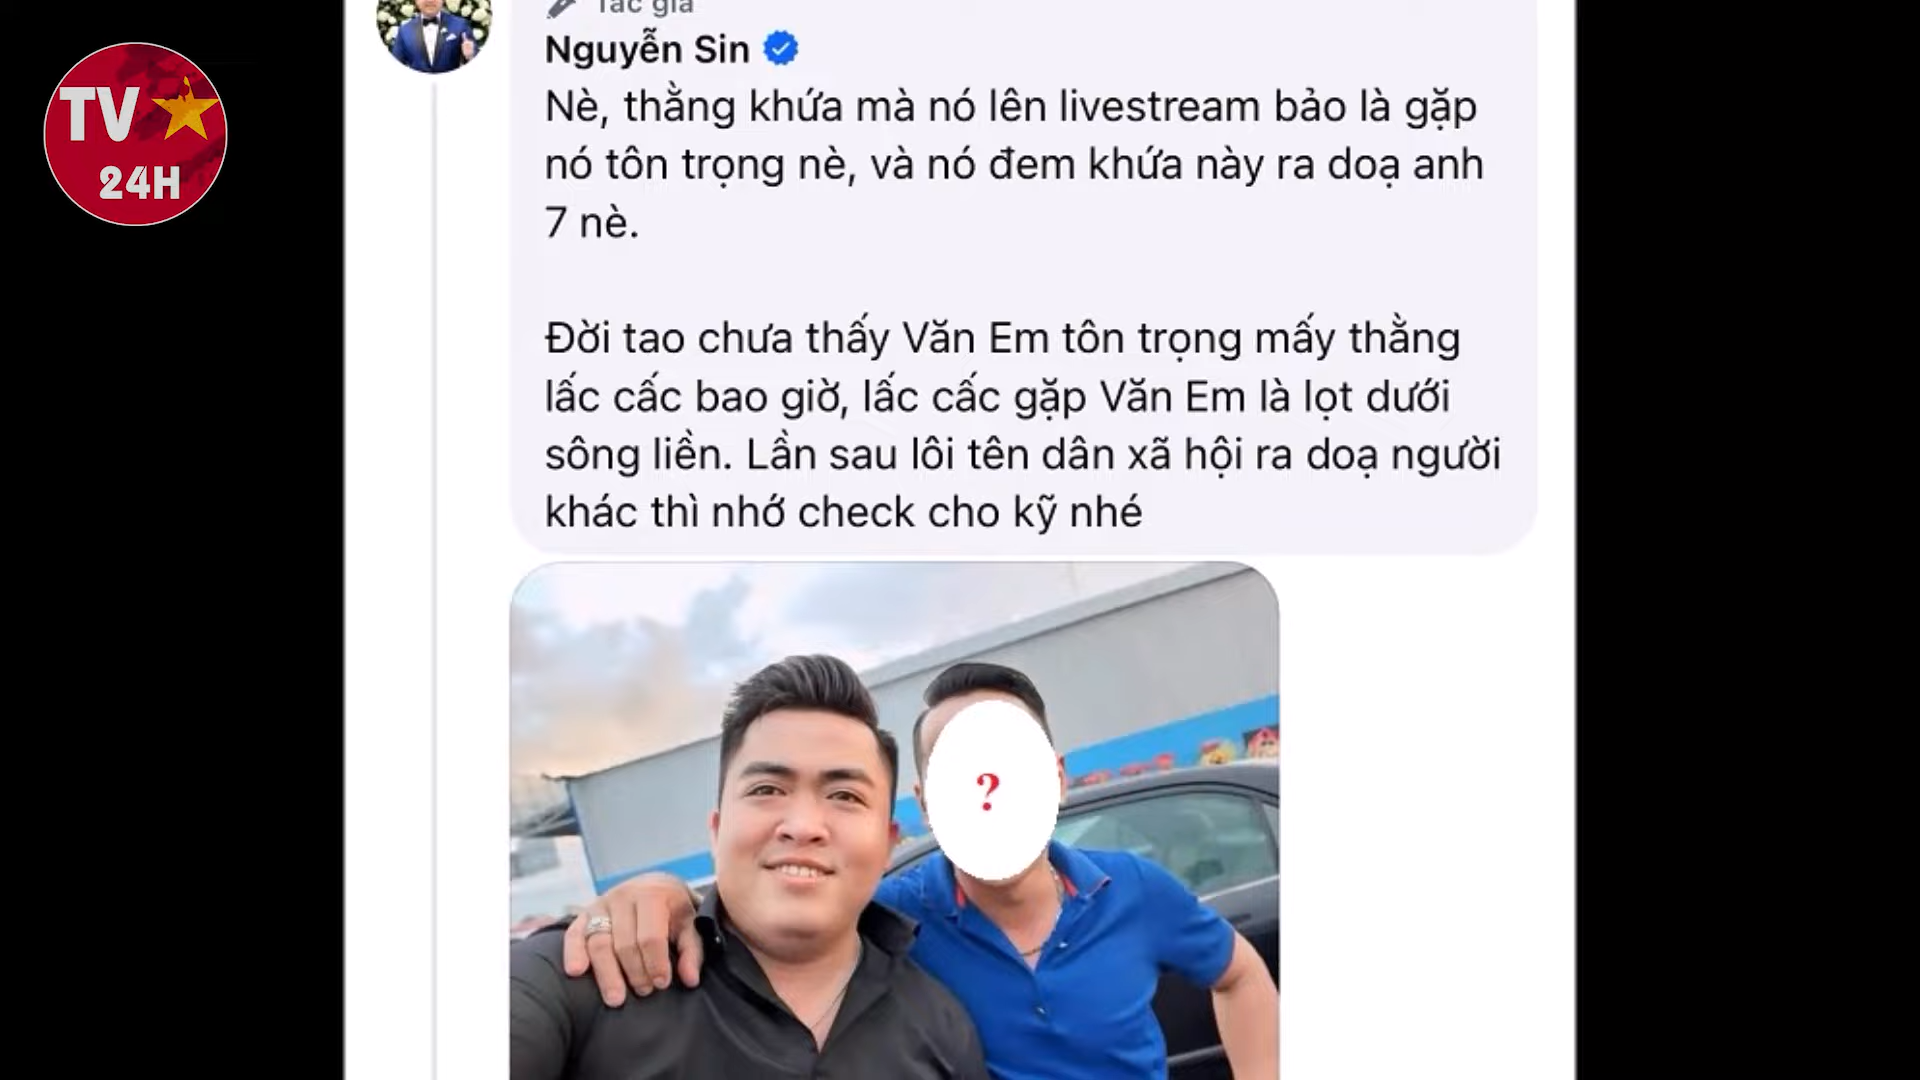 TV
24H
Tác giả
Nguyễn Sin
Nè, thằng khứa mà nó lên livestream bảo là gặp
nó tôn trọng nè, và nó đem khứa này ra doạ anh
7 nè.
Đời tao chưa thấy Văn Em tôn trọng mấy thằng
lấc cấc bao giờ, lấc cấc gặp Văn Em là lọt dưới
sông liền. Lần sau lôi tên dân xã hội ra doạ người
khác thì nhớ check cho kỹ nhé
?